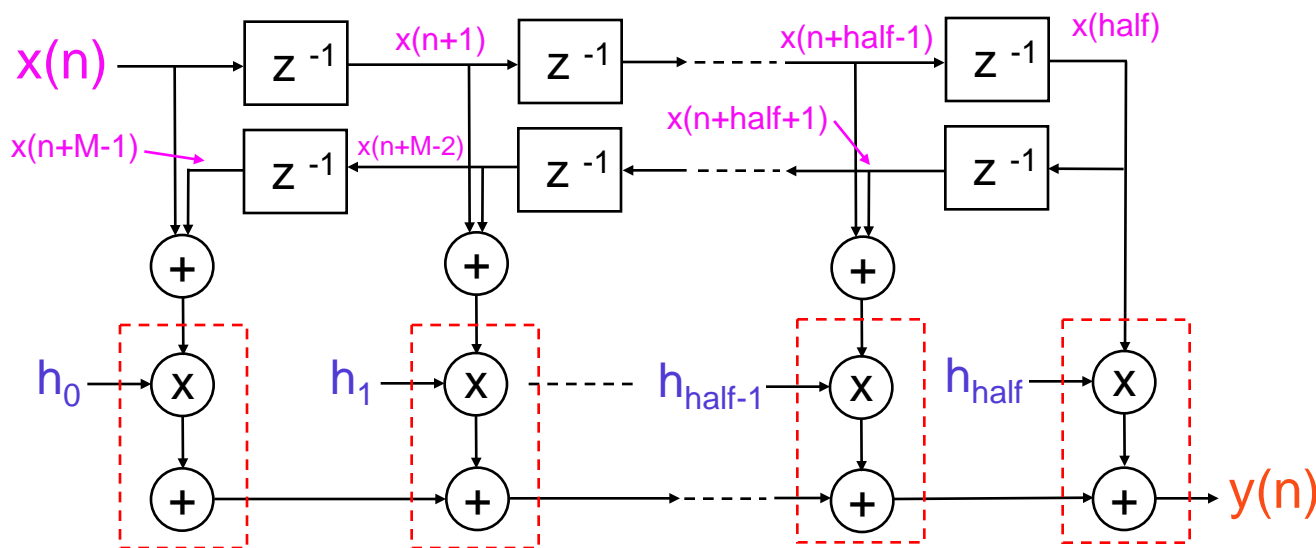 x(n) z -1 x(n+1) z -1 x(n+half-1) z -1 x(half)
x(n+M-1) z -1 x(n+M-2) z -1 x(n+half+1) z -1
+ + +
h0 x h1 x hhalf-1 x hhalf x
+ + + + y(n)